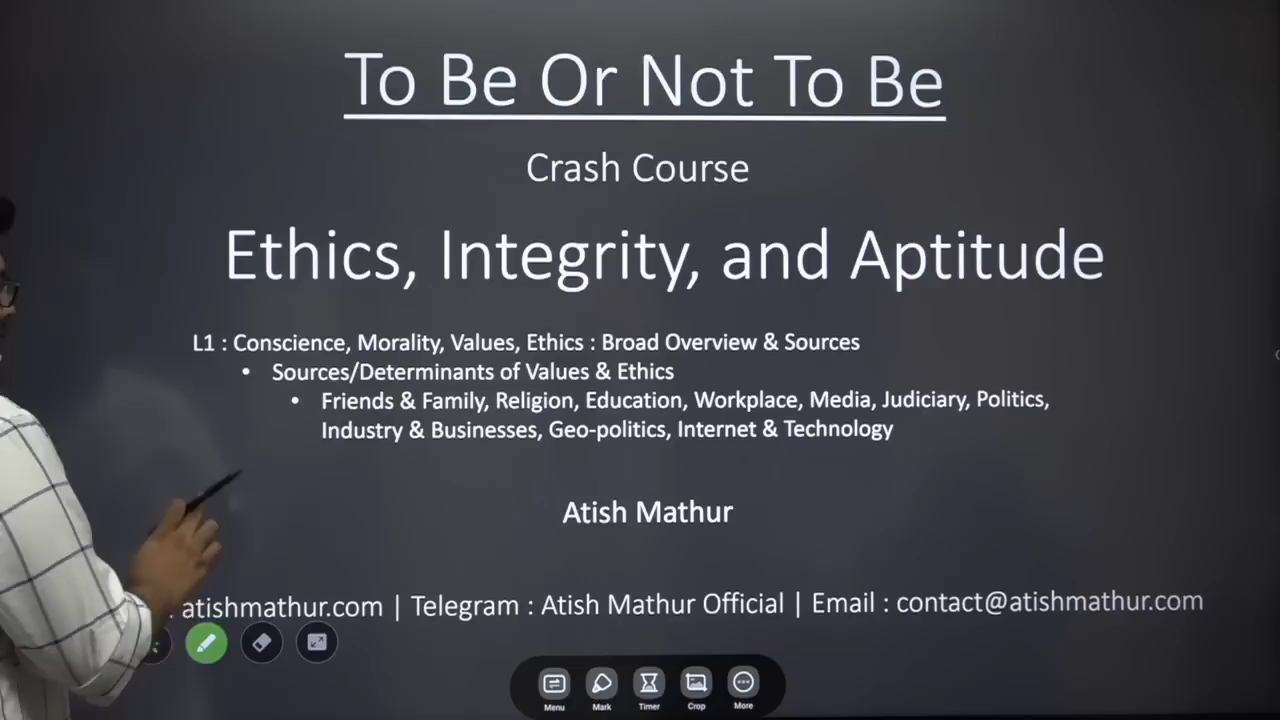 To Be Or Not To Be
Crash Course
Ethics, Integrity, and Aptitude
L1 : Conscience, Morality, Values, Ethics : Broad Overview & Sources
• Sources/Determinants of Values & Ethics
• Friends & Family, Religion, Education, Workplace, Media, Judiciary, Politics,
Industry & Businesses, Geo-politics, Internet & Technology
Atish Mathur
: atishmathur.com | Telegram : Atish Mathur Official | Email : contact@atishmathur.com
Menu Mark Timer Crop More